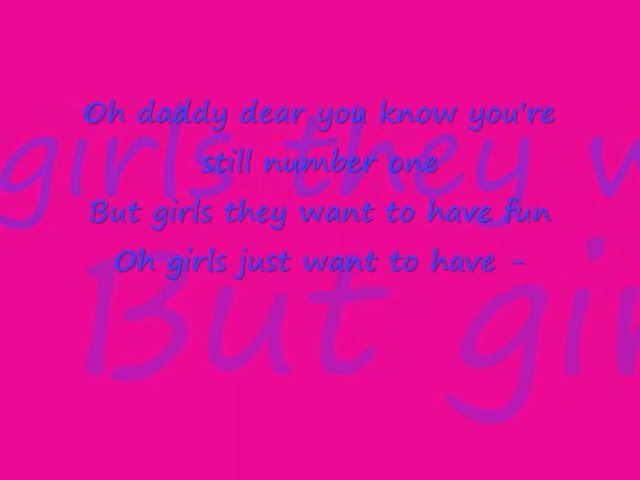 Oh daddy dear you know you're
still number one
But girls they want to have fun
Oh girls just want to have -
girls they w
But gir